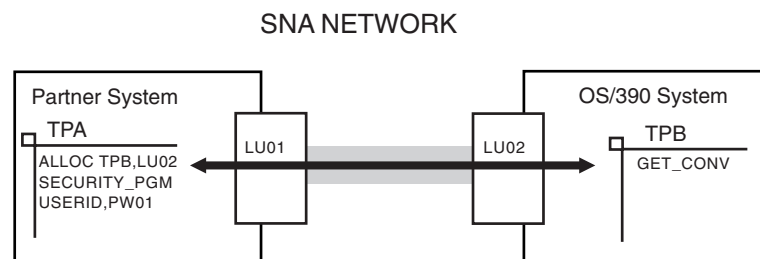 SNA NETWORK
Partner System
OS/390 System
TPA
LU01
LU02
TPB
ALLOC TPB,LU02
SECURITY_PGM
USERID,PW01
GET_CONV